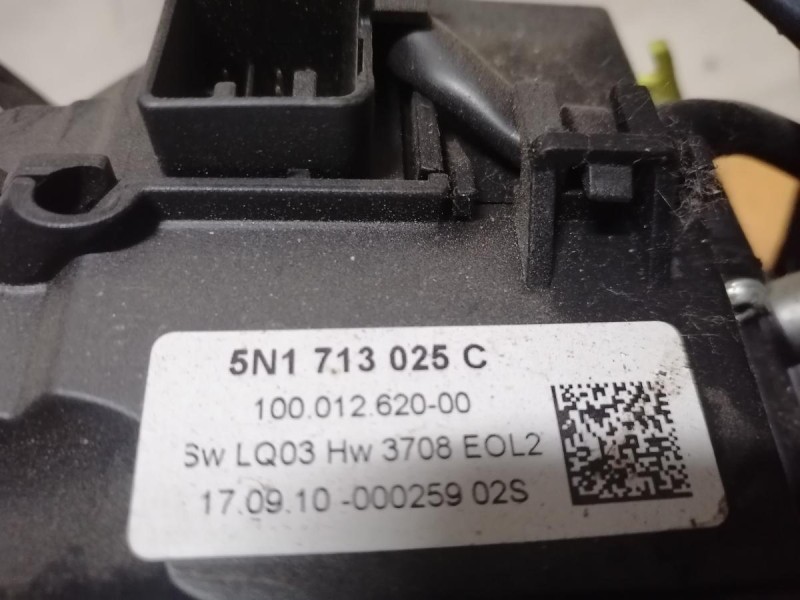 5N1 713 025 C
100.012.620-00
Sw LQ03 Hw 3708 EOL2
17.09.10 -000259 02S